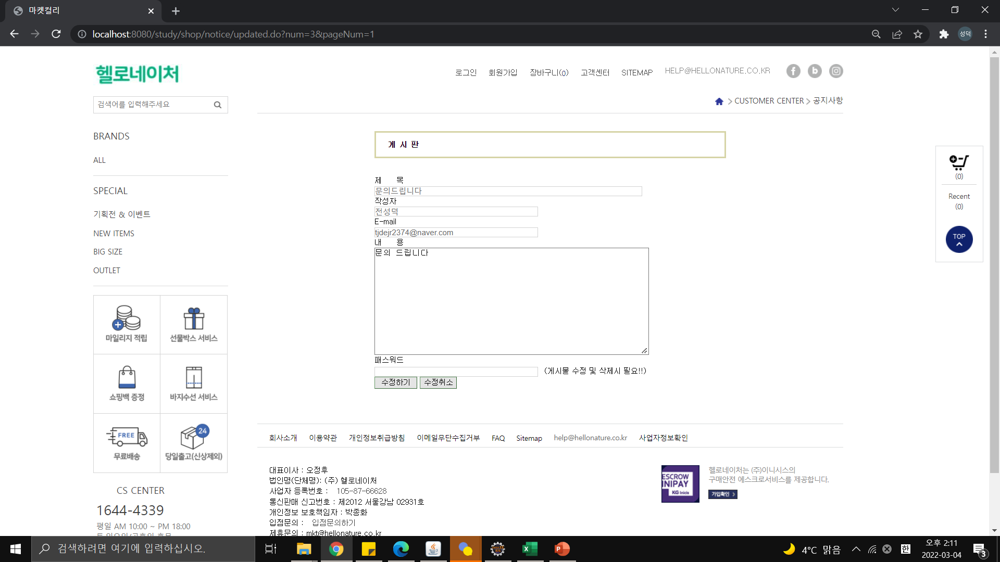 마켓컬리
localhost:8080/study/shop/notice/updated.do?num=3&pageNum=1
성덕
헬로네이처
로그인 회원가입 장바구니(0) 고객센터 SITEMAP HELP@HELLONATURE.CO.KR
검색어를 입력해주세요
> CUSTOMER CENTER > 공지사항
BRANDS
ALL
SPECIAL
기획전 & 이벤트
NEW ITEMS
BIG SIZE
OUTLET
마일리지 적립
선물박스 서비스
쇼핑백 증정
바지수선 서비스
FREE
무료배송
24
당일출고(신상제외)
CS CENTER
1644-4339
평일 AM 10:00 ~ PM 18:00
게 시 판
제 목
문의드립니다
작성자
전성덕
E-mail
tjdejr2374@naver.com
내 용
문의 드립니다
패스워드
(게시물 수정 및 삭제시 필요!!)
수정하기 수정취소
(0)
Recent
(0)
TOP
회사소개 이용약관 개인정보취급방침 이메일무단수집거부 FAQ Sitemap help@hellonature.co.kr 사업자정보확인
대표이사 : 오정후
법인명(단체명): (주) 헬로네이처
사업자 등록번호 : 105-87-66628
통신판매 신고번호 : 제2012 서울강남 02931호
개인정보 보호책임자 : 박종화
입점문의 : 입점문의하기
제휴문의 : mkt@hellonature.co.kr
ESCROW
INIPAY
KG Inicis
헬로네이처는 (주)이니시스의
구매안전 에스크로서비스를 제공합니다.
가입확인 >
검색하려면 여기에 입력하십시오.
4°C 맑음
한
오후 2:11
2022-03-04
3